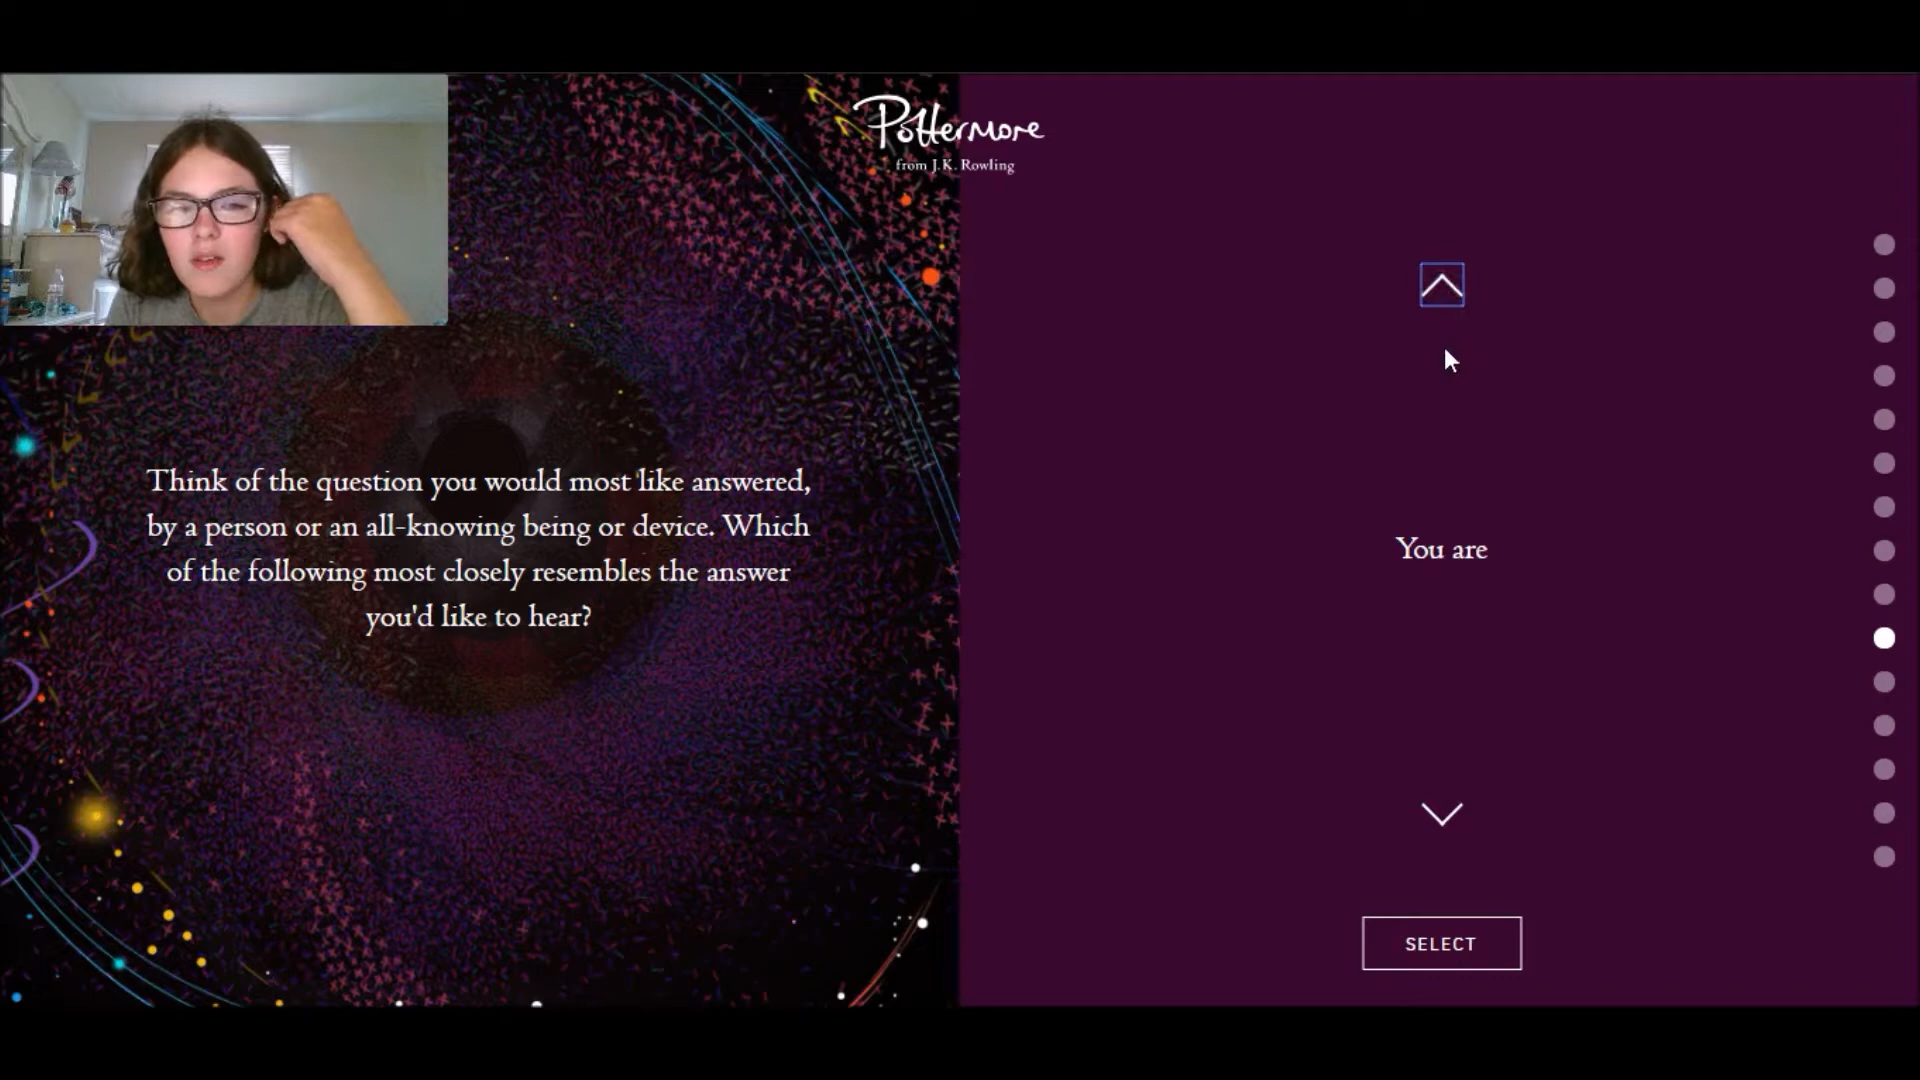 Pottermore
from J.K. Rowling
Think of the question you would most like answered,
by a person or an all-knowing being or device. Which
of the following most closely resembles the answer
you'd like to hear?
You are
SELECT